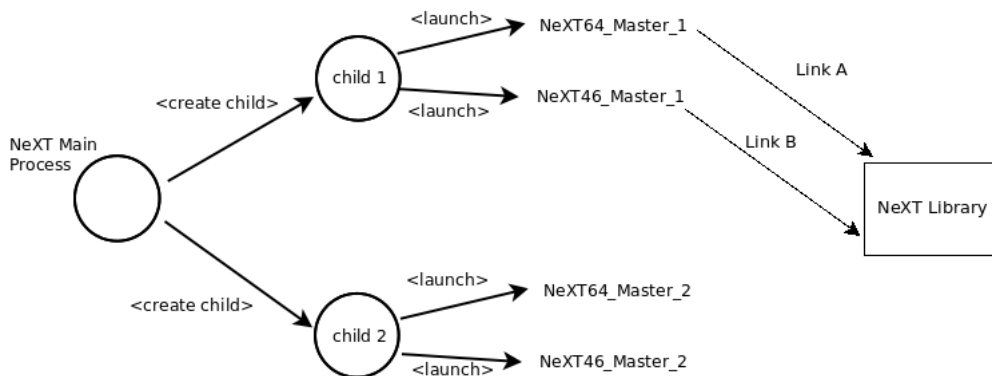 <launch>
NeXT64_Master_1
Link A
child 1
<create child>
<launch>
NeXT46_Master_1
NeXT Main
Process
Link B
NeXT Library
<launch>
<create child>
NeXT64_Master_2
child 2
<launch>
NeXT46_Master_2